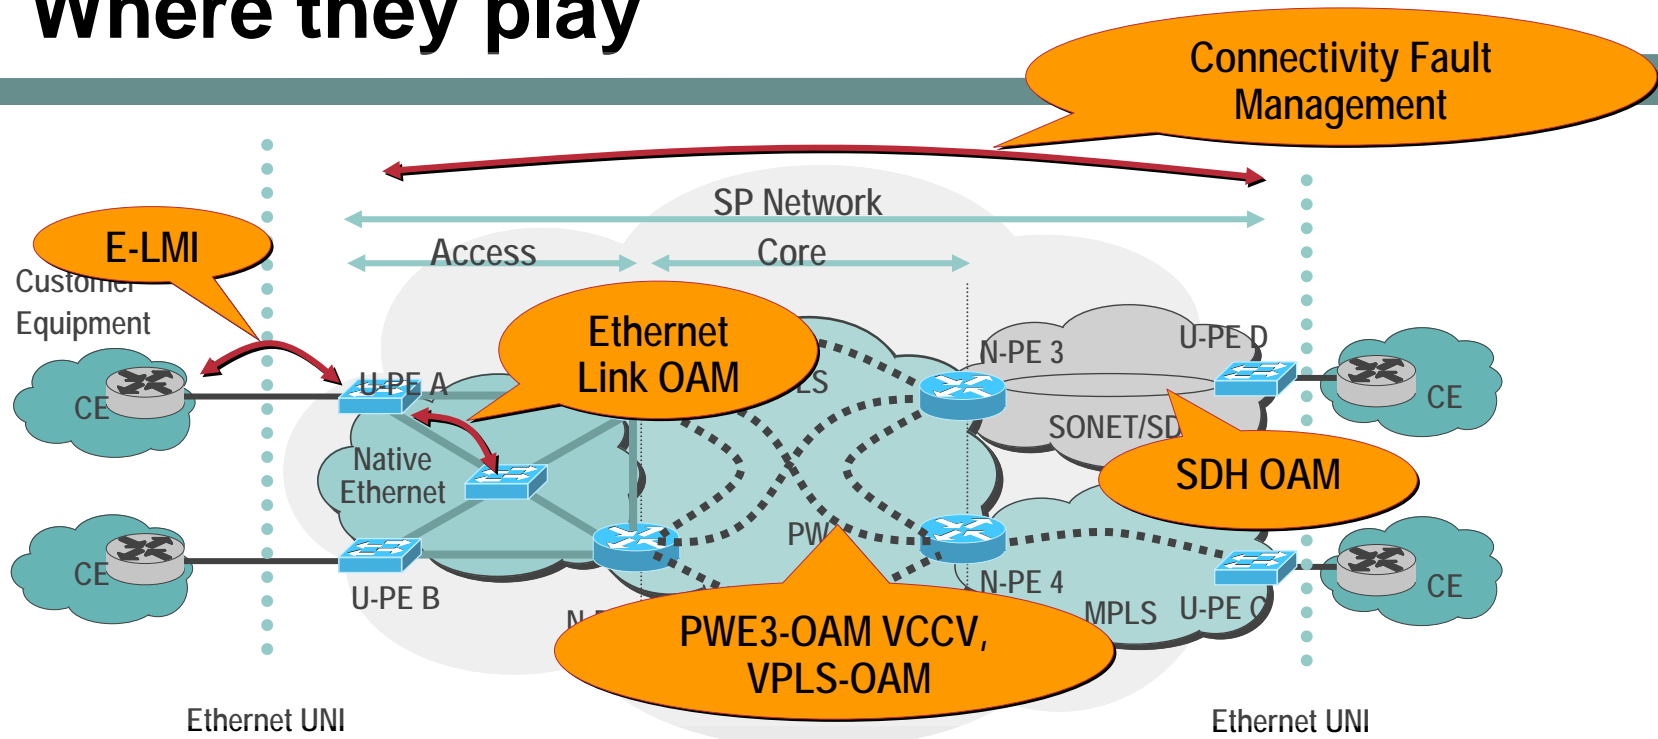 Where they play
Connectivity Fault
Management
SP Network
E-LMI
Access
Core
Customer
Equipment
Ethernet
Link OAM
N-PE 3
U-PE D
U-PE A
CE
CE
SONET/SD
Native
Ethernet
SDH OAM
PW
CE
U-PE B
N-PE 4
CE
MPLS
U-PE C
PWE3-OAM VCCV,
VPLS-OAM
Ethernet UNI
Ethernet UNI